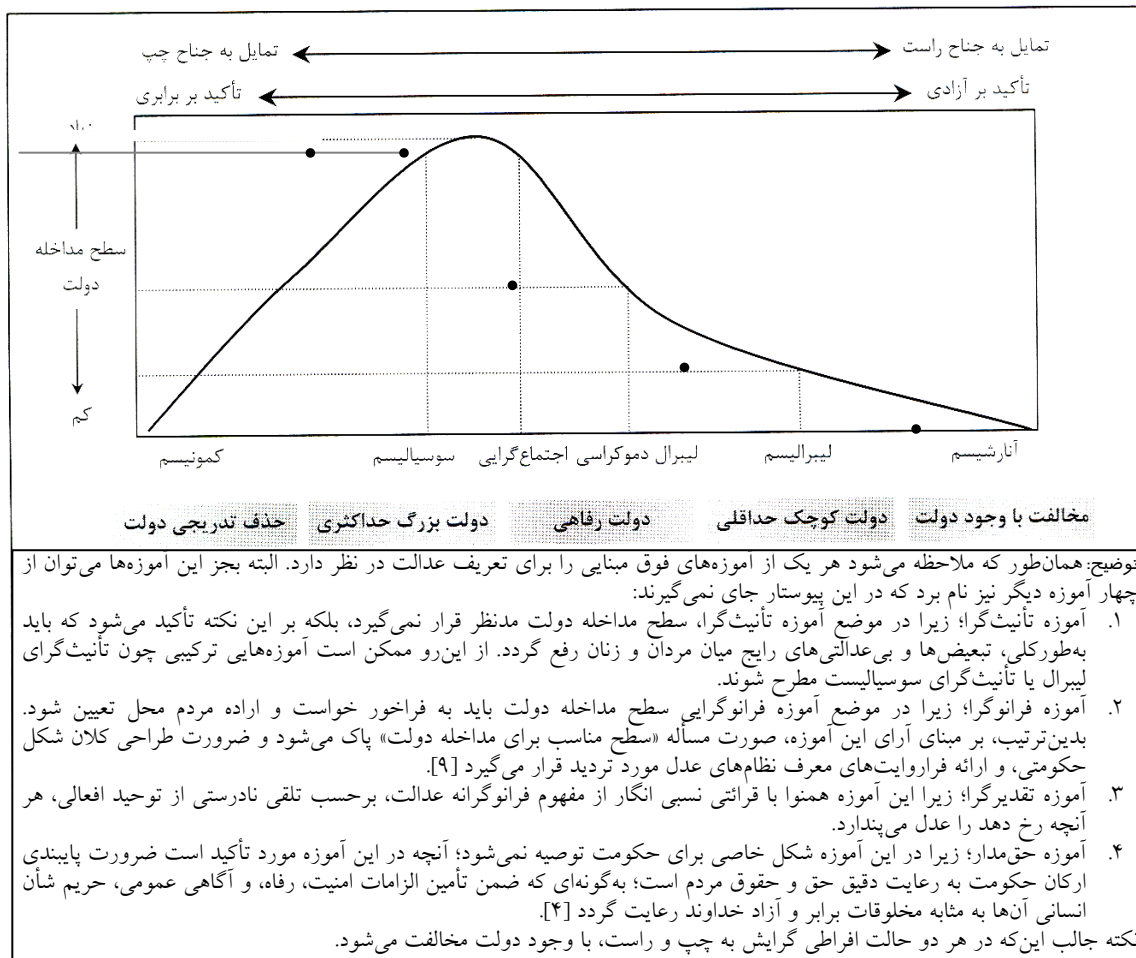 تمایل به جناح راست تمایل به جناح چپ
تأکید بر آزادی تأکید بر برابری
سطح مداخله
دولت
کم
آنارشیسم لیبرالیسم لیبرال دموکراسی اجتماع‌گرایی سوسیالیسم کمونیسم
مخالفت با وجود دولت دولت کوچک حداقلی دولت رفاهی دولت بزرگ حداکثری حذف تدریجی دولت
توضیح: همان‌طور که ملاحظه می‌شود هر یک از آموزه‌های فوق مبنایی را برای تعریف عدالت در نظر دارد. البته بجز این آموزه‌ها می‌توان از
چهار آموزه دیگر نیز نام برد که در این پیوستار جای نمی‌گیرند:
۱. آموزه تأنیث‌گرا؛ زیرا در موضع آموزه تأنیث‌گرا، سطح مداخله دولت مدنظر قرار نمی‌گیرد، بلکه بر این نکته تأکید می‌شود که باید
به‌طورکلی، تبعیض‌ها و بی‌عدالتی‌های رایج میان مردان و زنان رفع گردد. از این‌رو ممکن است آموزه‌هایی ترکیبی چون تأنیث‌گرای
لیبرال یا تأنیث‌گرای سوسیالیست مطرح شوند.
۲. آموزه فرانوگرا؛ زیرا در موضع آموزه فرانوگرایی سطح مداخله دولت باید به فراخور خواست و اراده مردم محل تعیین شود.
بدین‌ترتیب، بر مبنای آرای این آموزه، صورت مسأله «سطح مناسب برای مداخله دولت» پاک می‌شود و ضرورت طراحی کلان شکل
حکومتی، و ارائه فراروایت‌های معرف نظام‌های عدل مورد تردید قرار می‌گیرد [۹].
۳. آموزه تقدیرگرا؛ زیرا این آموزه همنوا با قرائتی نسبی انگار از مفهوم فرانوگرانه عدالت، برحسب تلقی نادرستی از توحید افعالی، هر
آنچه رخ دهد را عدل می‌پندارد.
۴. آموزه حق‌مدار؛ زیرا در این آموزه شکل خاصی برای حکومت توصیه نمی‌شود؛ آنچه در این آموزه مورد تأکید است ضرورت پایبندی
ارکان حکومت به رعایت دقیق حق و حقوق مردم است؛ به‌گونه‌ای که ضمن تأمین الزامات امنیت، رفاه، و آگاهی عمومی، حریم شأن
انسانی آن‌ها به مثابه مخلوقات برابر و آزاد خداوند رعایت گردد [۴].
نکته جالب این‌که در هر دو حالت افراطی گرایش به چپ و راست، با وجود دولت مخالفت می‌شود.